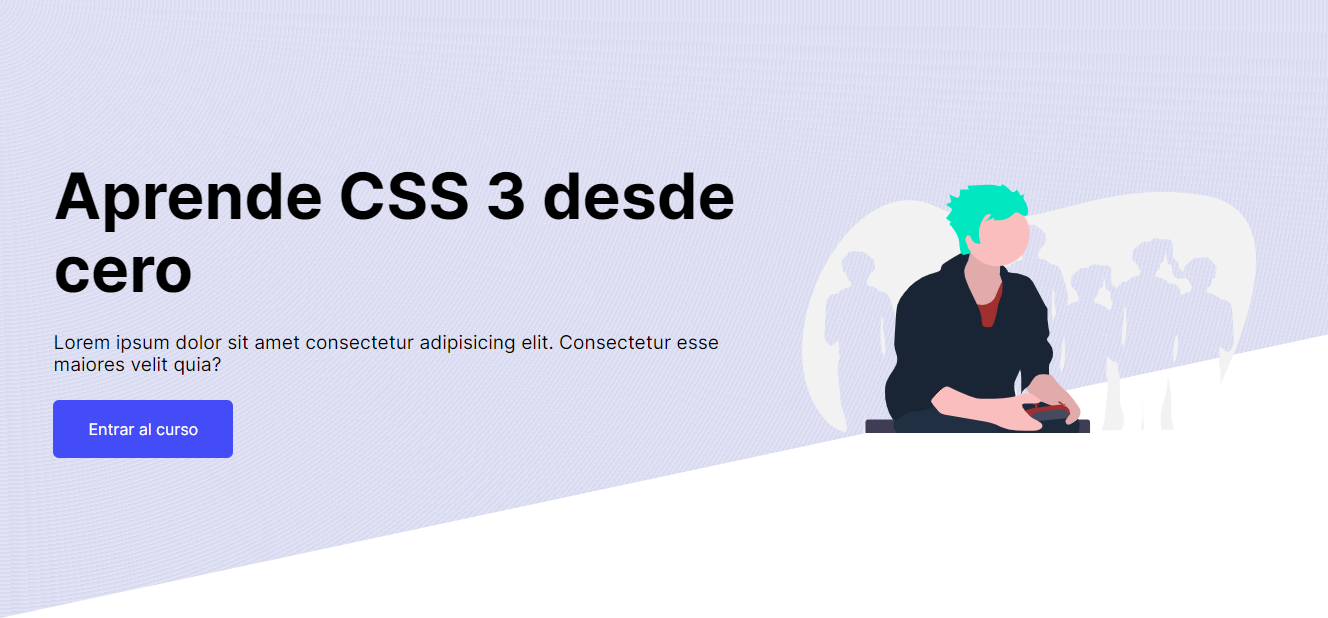 Aprende CSS 3 desde
cero
Lorem ipsum dolor sit amet consectetur adipisicing elit. Consectetur esse
maiores velit quia?
Entrar al curso